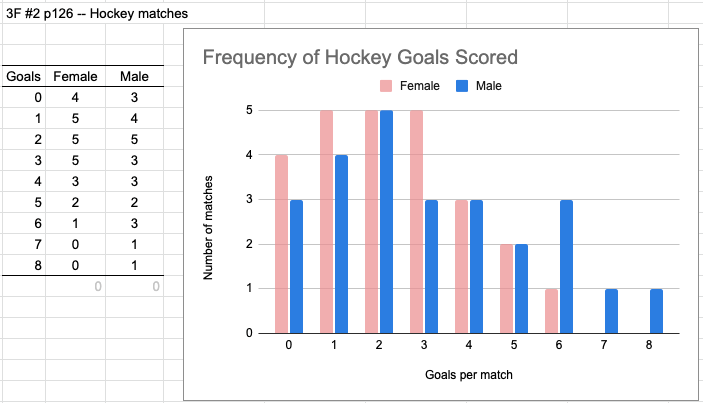 3F #2 p126 -- Hockey matches
Goals Female Male
0 4 3
1 5 4
2 5 5
3 5 3
4 3 3
5 2 2
6 1 3
7 0 1
8 0 1
0 0
Frequency of Hockey Goals Scored
Female Male
5
4
3
2
1
0
Number of matches
0 1 2 3 4 5 6 7 8
Goals per match